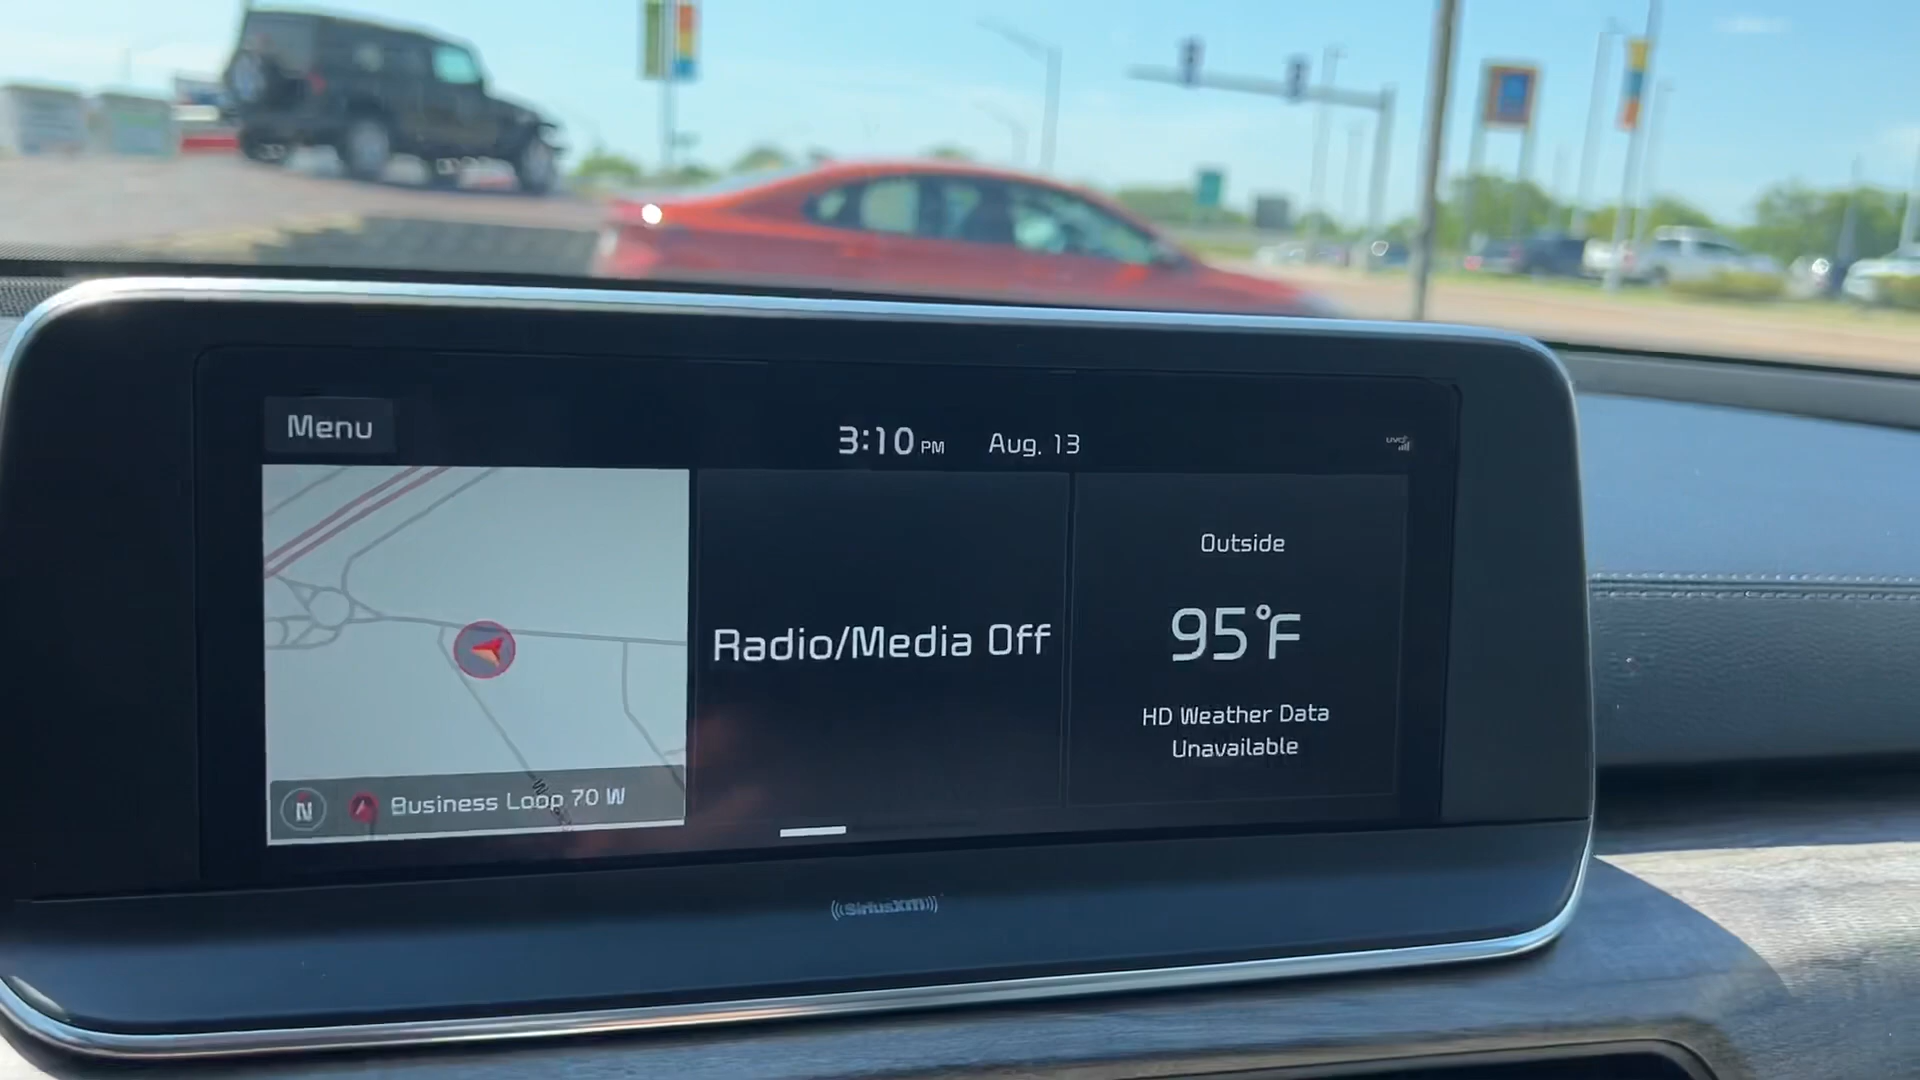 Menu
3:10 PM Aug. 13
UVO
Outside
95°F
Radio/Media Off
HD Weather Data
Unavailable
N
Business Loop 70 W
SiriusXM